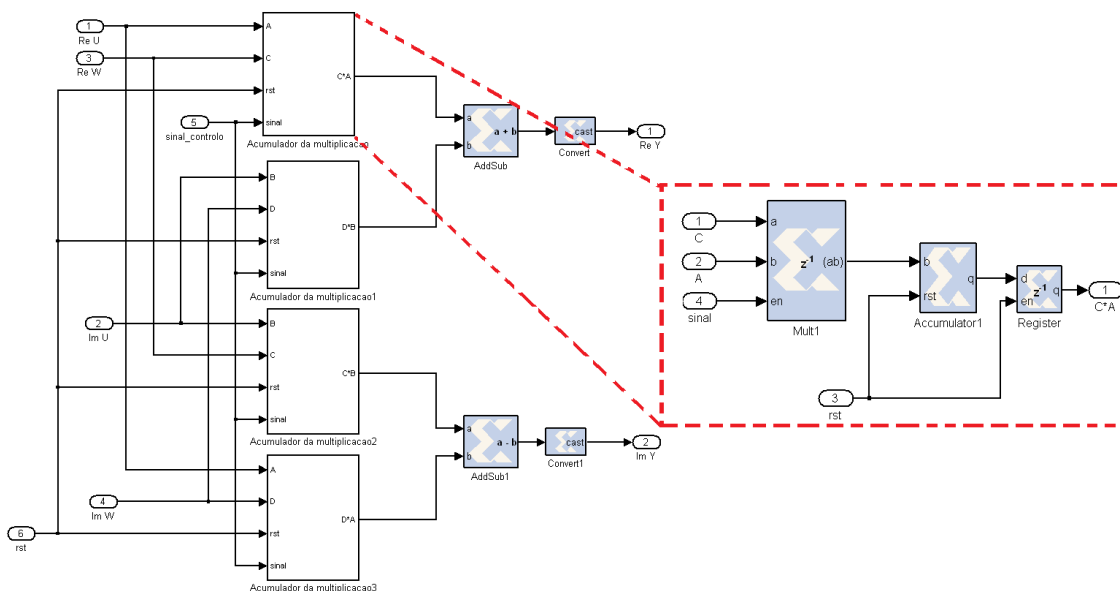 1
Re U
3
Re W
5
sinal_controlo
A
C
rst
sinal
C*A
Acumulador da multiplicacao
B
D
rst
sinal
D*B
Acumulador da multiplicacao1
2
Im U
B
C
rst
sinal
C*B
Acumulador da multiplicacao2
4
Im W
6
rst
A
D
rst
sinal
D*A
Acumulador da multiplicacao3
a
b
a + b
AddSub
cast
Convert
1
Re Y
a
b
a - b
AddSub1
cast
Convert1
2
Im Y
1
C
2
A
4
sinal
a
b
en
z-1
(ab)
Mult1
b
rst
q
Accumulator1
d
en
z-1
q
Register
1
C*A
3
rst